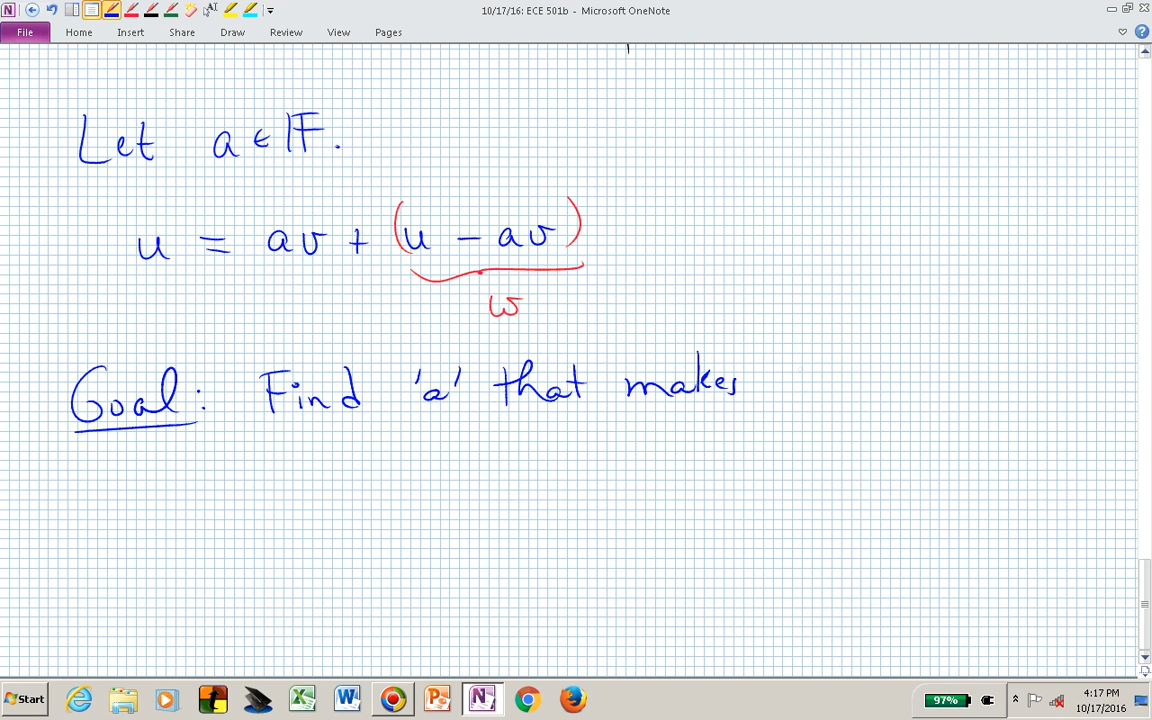 10/17/16: ECE 501b - Microsoft OneNote
File Home Insert Share Draw Review View Pages
Let a ∈ 𝔽.
u = av + (u - av)
w
Goal: Find 'a' that makes
Start
97%
4:17 PM
10/17/2016